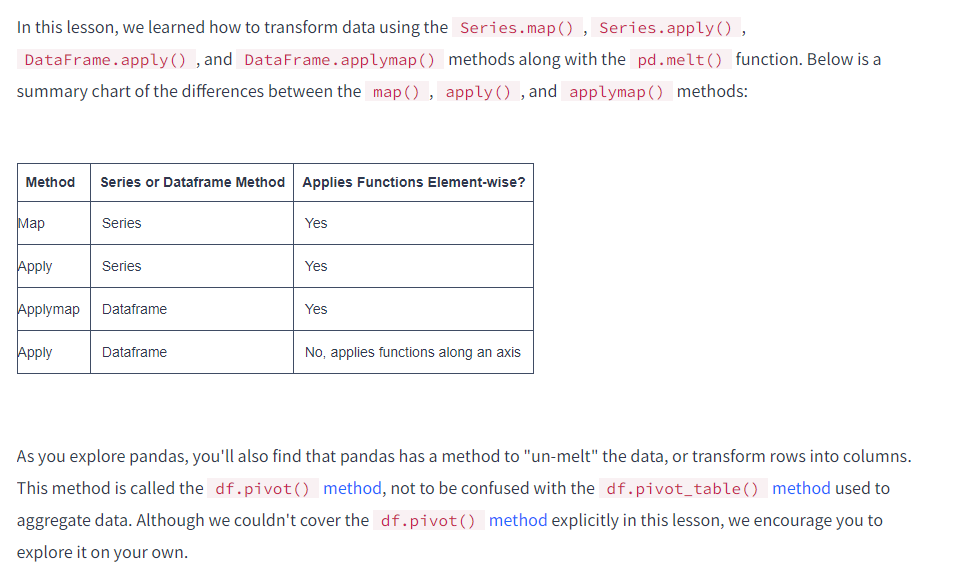 In this lesson, we learned how to transform data using the Series.map() , Series.apply() ,
DataFrame.apply() , and DataFrame.applymap() methods along with the pd.melt() function. Below is a
summary chart of the differences between the map() , apply() , and applymap() methods:
Method Series or Dataframe Method Applies Functions Element-wise?
Map Series Yes
Apply Series Yes
Applymap Dataframe Yes
Apply Dataframe No, applies functions along an axis
As you explore pandas, you'll also find that pandas has a method to "un-melt" the data, or transform rows into columns.
This method is called the df.pivot() method, not to be confused with the df.pivot_table() method used to
aggregate data. Although we couldn't cover the df.pivot() method explicitly in this lesson, we encourage you to
explore it on your own.